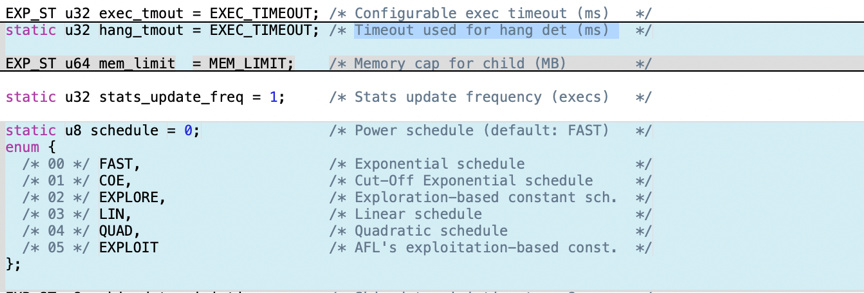 EXP_ST u32 exec_tmout = EXEC_TIMEOUT; /* Configurable exec timeout (ms)   */
static u32 hang_tmout = EXEC_TIMEOUT; /* Timeout used for hang det (ms)   */
EXP_ST u64 mem_limit  = MEM_LIMIT;    /* Memory cap for child (MB)        */
static u32 stats_update_freq = 1;     /* Stats update frequency (execs)   */
static u8 schedule = 0;               /* Power schedule (default: FAST)   */
enum {
  /* 00 */ FAST,                      /* Exponential schedule             */
  /* 01 */ COE,                       /* Cut-Off Exponential schedule     */
  /* 02 */ EXPLORE,                   /* Exploration-based constant sch.  */
  /* 03 */ LIN,                       /* Linear schedule                  */
  /* 04 */ QUAD,                      /* Quadratic schedule               */
  /* 05 */ EXPLOIT                    /* AFL's exploitation-based const.  */
};